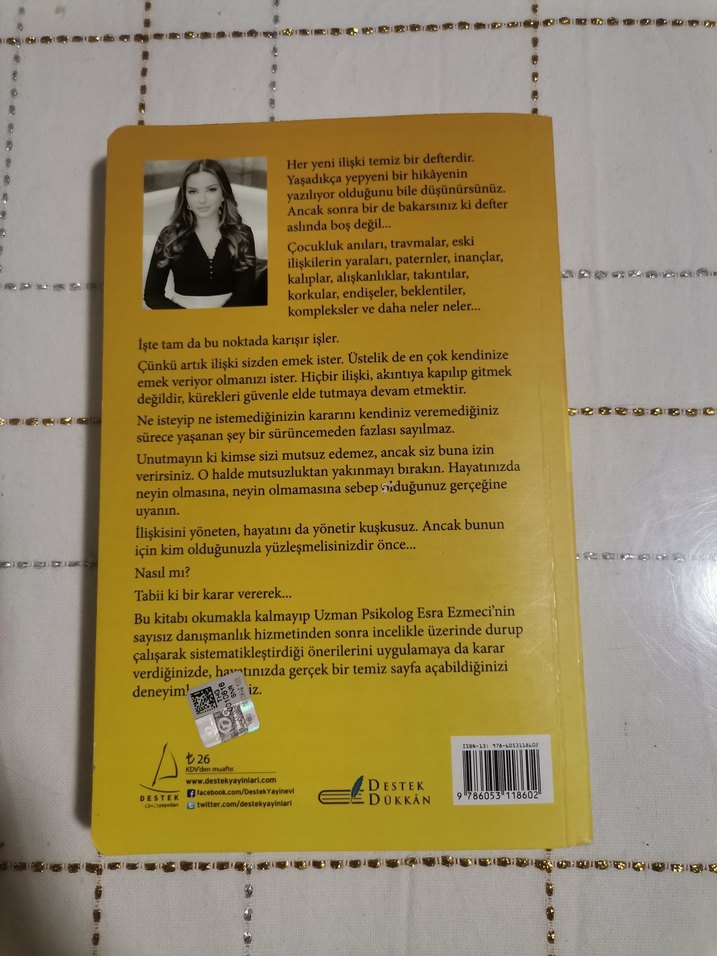 Her yeni ilişki temiz bir defterdir.
Yaşadıkça yepyeni bir hikâyenin
yazılıyor olduğunu bile düşünürsünüz.
Ancak sonra bir de bakarsınız ki defter
aslında boş değil...
Çocukluk anıları, travmalar, eski
ilişkilerin yaraları, paternler, inançlar,
kalıplar, alışkanlıklar, takıntılar,
korkular, endişeler, beklentiler,
kompleksler ve daha neler neler...
İşte tam da bu noktada karışır işler.
Çünkü artık ilişki sizden emek ister. Üstelik de en çok kendinize
emek veriyor olmanızı ister. Hiçbir ilişki, akıntıya kapılıp gitmek
değildir, kürekleri güvenle elde tutmaya devam etmektir.
Ne isteyip ne istemediğinizin kararını kendiniz veremediğiniz
sürece yaşanan şey bir sürüncemeden fazlası sayılmaz.
Unutmayın ki kimse sizi mutsuz edemez, ancak siz buna izin
verirsiniz. O halde mutsuzluktan yakınmayı bırakın. Hayatınızda
neyin olmasına, neyin olmamasına sebep olduğunuz gerçeğine
uyanın.
İlişkisini yöneten, hayatını da yönetir kuşkusuz. Ancak bunun
için kim olduğunuzla yüzleşmelisinizdir önce...
Nasıl mı?
Tabii ki bir karar vererek...
Bu kitabı okumakla kalmayıp Uzman Psikolog Esra Ezmeci'nin
sayısız danışmanlık hizmetinden sonra incelikle üzerinde durup
çalışarak sistematikleştirdiği önerilerini uygulamaya da karar
verdiğinizde, hayatınızda gerçek bir temiz sayfa açabildiğinizi
₺ 26
KDV'den muaftır.
www.destekyayinlari.com
facebook.com/DestekYayinevi
twitter.com/destekyayinlari
DESTEK
yayınları
DESTEK
DÜKKÂN
ISBN-13: 978-6053118602
9 786053 118602